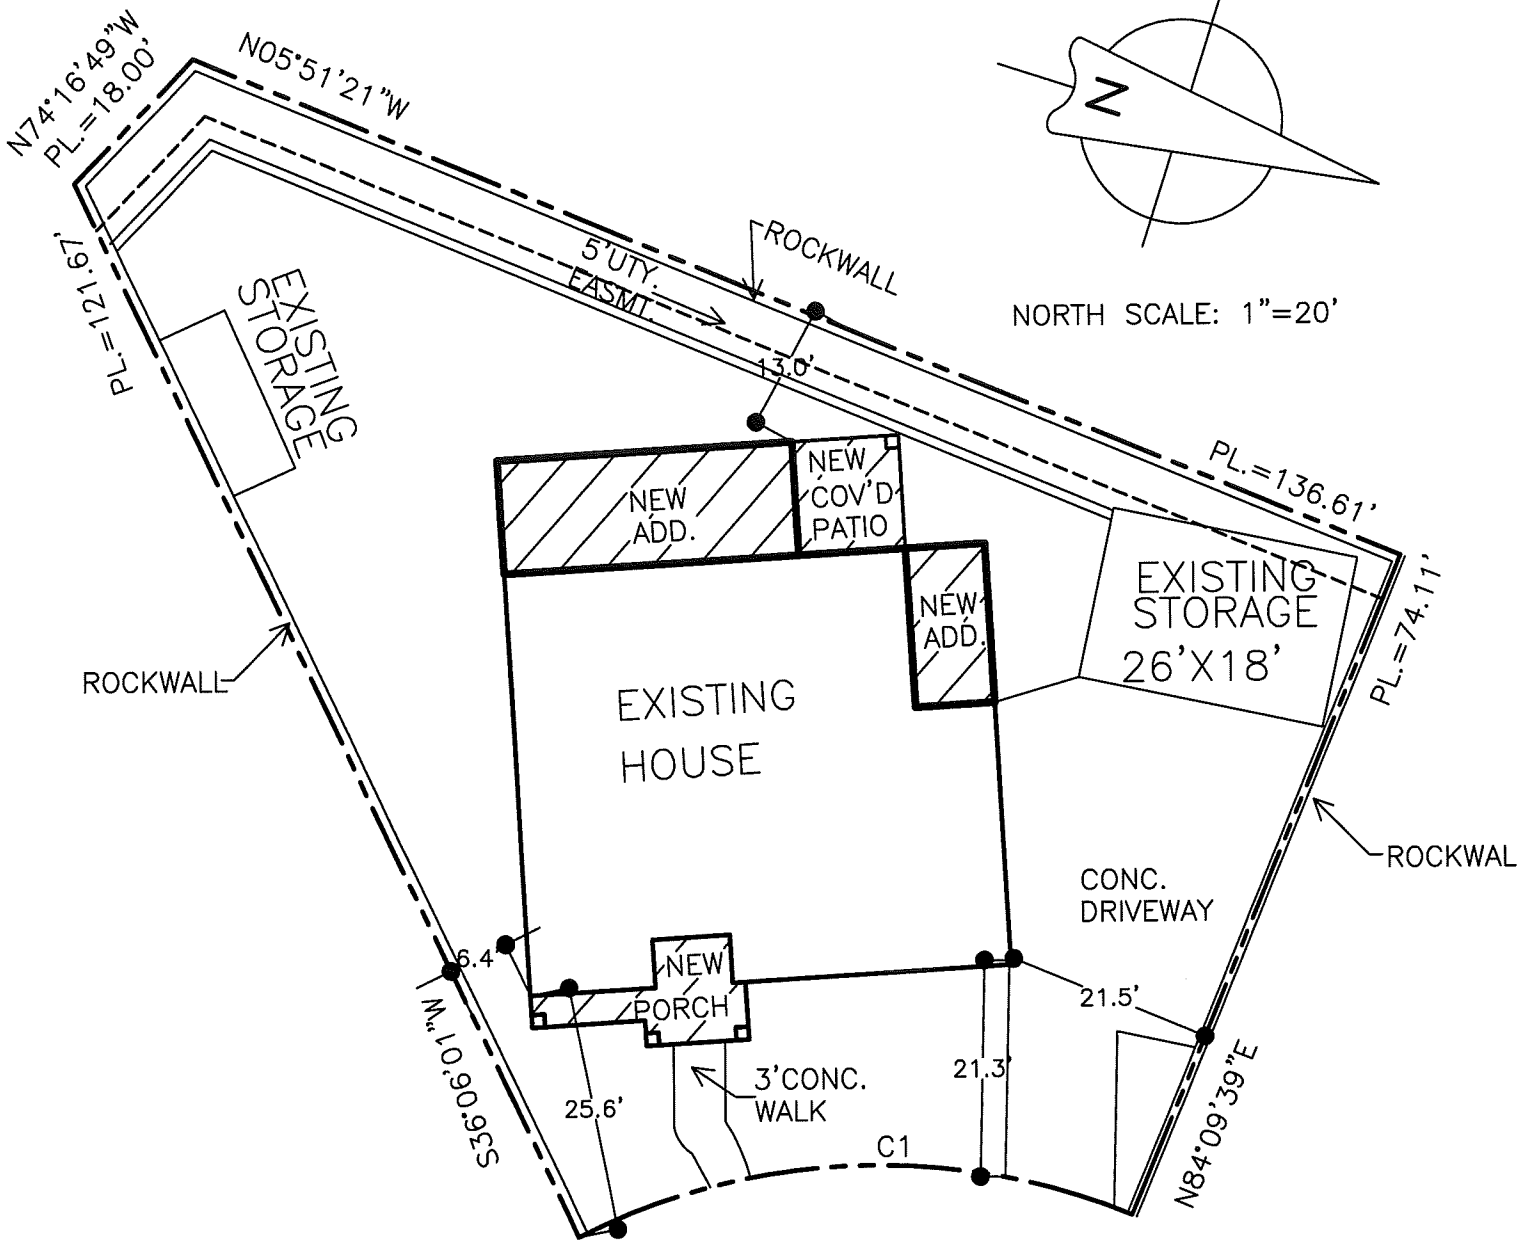 N74°16'49"W
PL.=18.00'
N05°51'21"W
N
NORTH SCALE: 1"=20'
5'UTY.
EASMT.
ROCKWALL
13.0'
PL.=121.67'
EXISTING
STORAGE
PL.=136.61'
NEW
ADD.
NEW
COV'D
PATIO
NEW
ADD.
EXISTING
STORAGE
26'X18'
PL.=74.11'
ROCKWALL
EXISTING
HOUSE
ROCKWAL
CONC.
DRIVEWAY
6.4'
NEW
PORCH
21.5'
S36°06'01"W
25.6'
3'CONC.
WALK
21.3'
C1
N84°09'39"E